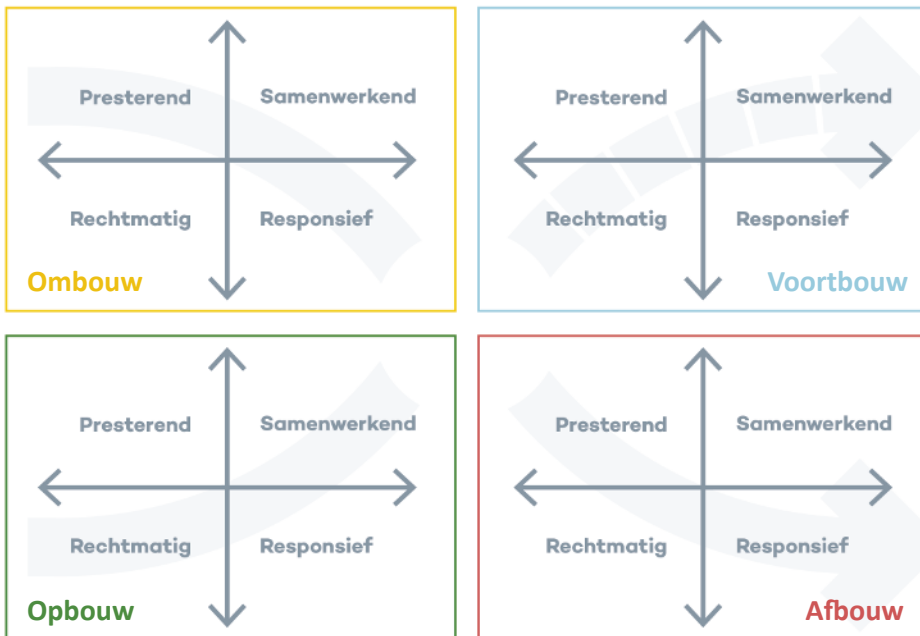 Presterend Samenwerkend
Rechtmatig Responsief
Ombouw
Presterend Samenwerkend
Rechtmatig Responsief
Voortbouw
Presterend Samenwerkend
Rechtmatig Responsief
Opbouw
Presterend Samenwerkend
Rechtmatig Responsief
Afbouw